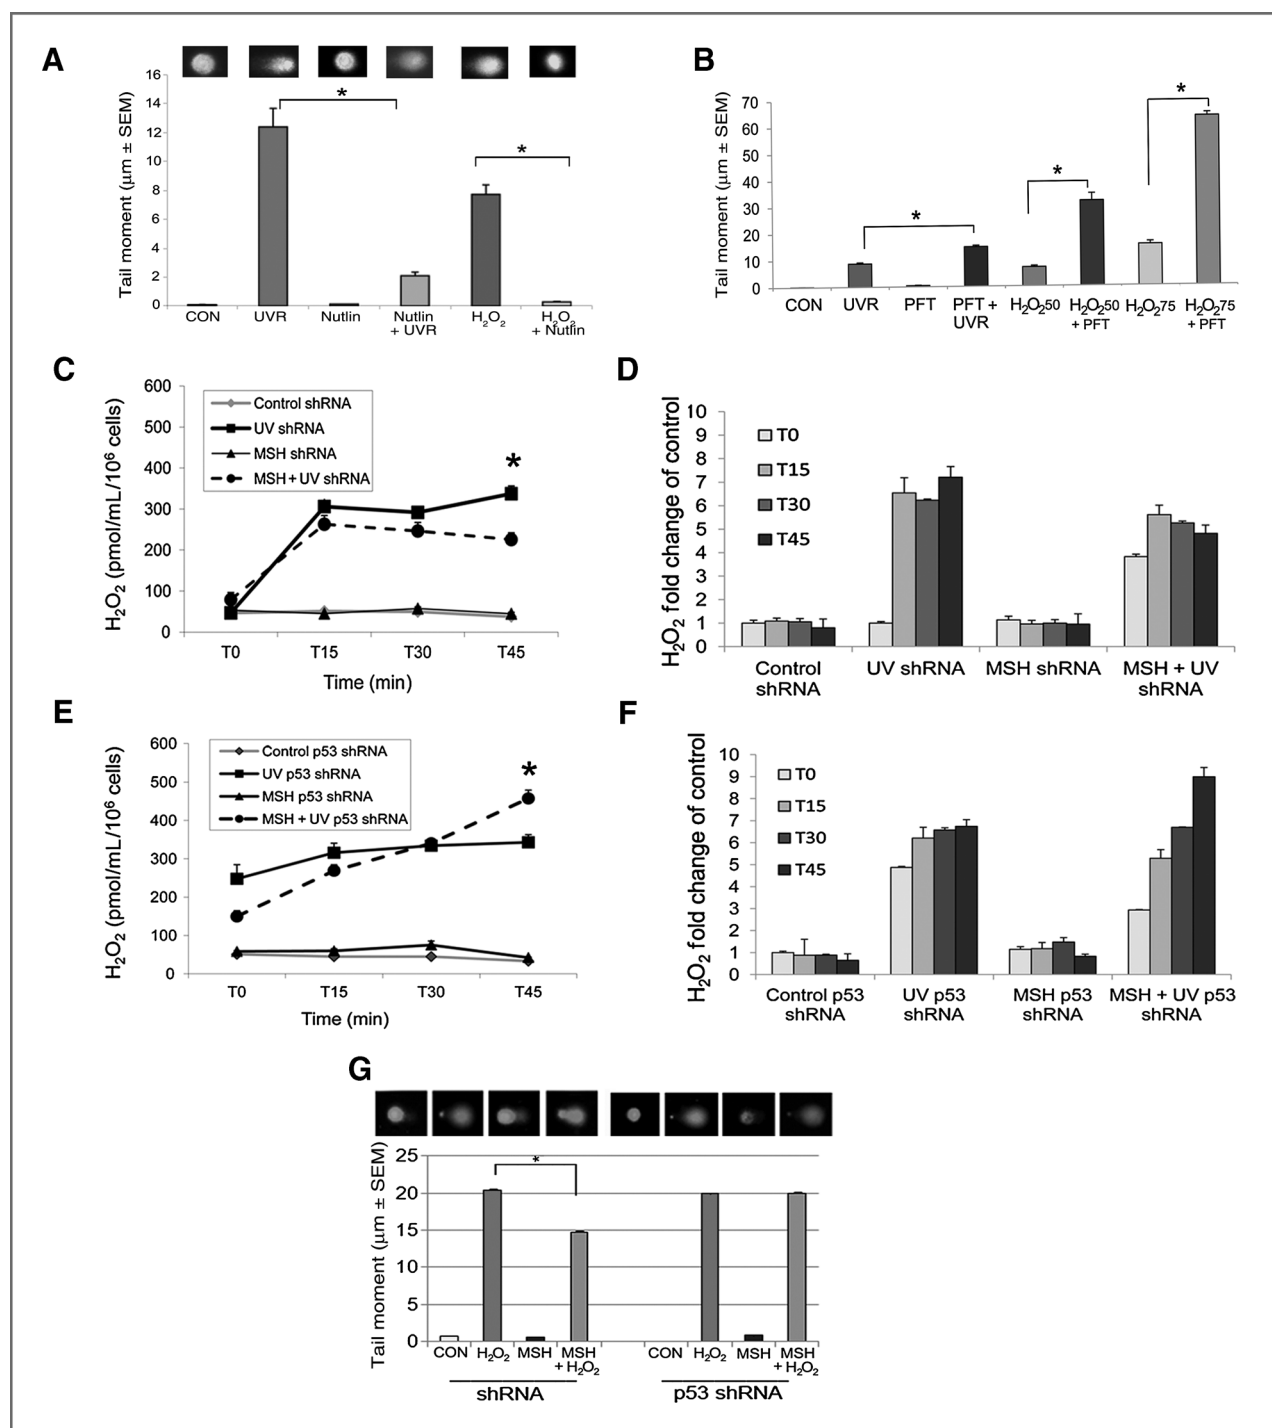 A
Tail moment (μm ± SEM)
16
14
12
10
8
6
4
2
0
*
*
CON
UVR
Nutlin
Nutlin
+ UVR
H₂O₂
H₂O₂
+ Nutlin
B
Tail moment (μm ± SEM)
70
60
50
40
30
20
10
0
*
*
*
CON
UVR
PFT
PFT +
UVR
H₂O₂50
H₂O₂50
+ PFT
H₂O₂75
H₂O₂75
+ PFT
C
H₂O₂ (pmol/mL/10⁶ cells)
600
500
400
300
200
100
0
Control shRNA
UV shRNA
MSH shRNA
MSH + UV shRNA
*
T0
T15
T30
T45
Time (min)
D
H₂O₂ fold change of control
10
9
8
7
6
5
4
3
2
1
0
T0
T15
T30
T45
Control
shRNA
UV shRNA
MSH shRNA
MSH + UV
shRNA
E
H₂O₂ (pmol/mL/10⁶ cells)
600
500
400
300
200
100
0
Control p53 shRNA
UV p53 shRNA
MSH p53 shRNA
MSH + UV p53 shRNA
*
T0
T15
T30
T45
Time (min)
F
H₂O₂ fold change of control
10
9
8
7
6
5
4
3
2
1
0
T0
T15
T30
T45
Control p53
shRNA
UV p53
shRNA
MSH p53
shRNA
MSH + UV p53
shRNA
G
Tail moment (μm ± SEM)
25
20
15
10
5
0
*
CON
H₂O₂
MSH
MSH
+ H₂O₂
CON
H₂O₂
MSH
MSH
+ H₂O₂
shRNA
p53 shRNA